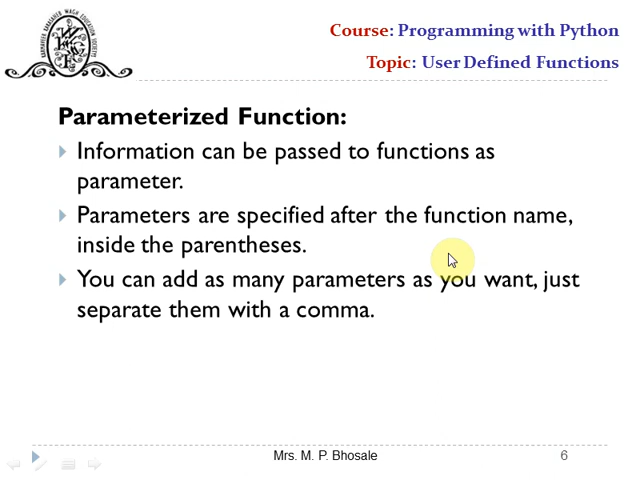 Course: Programming with Python
Topic: User Defined Functions
Parameterized Function:
Information can be passed to functions as
parameter.
Parameters are specified after the function name,
inside the parentheses.
You can add as many parameters as you want, just
separate them with a comma.
Mrs. M. P. Bhosale
6